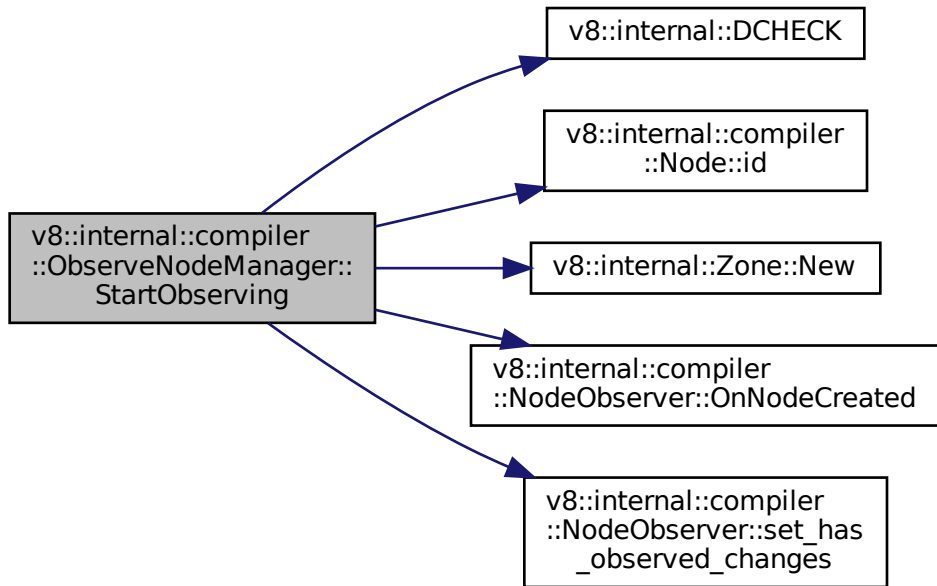 v8::internal::compiler
::ObserveNodeManager::
StartObserving
v8::internal::DCHECK
v8::internal::compiler
::Node::id
v8::internal::Zone::New
v8::internal::compiler
::NodeObserver::OnNodeCreated
v8::internal::compiler
::NodeObserver::set_has
_observed_changes